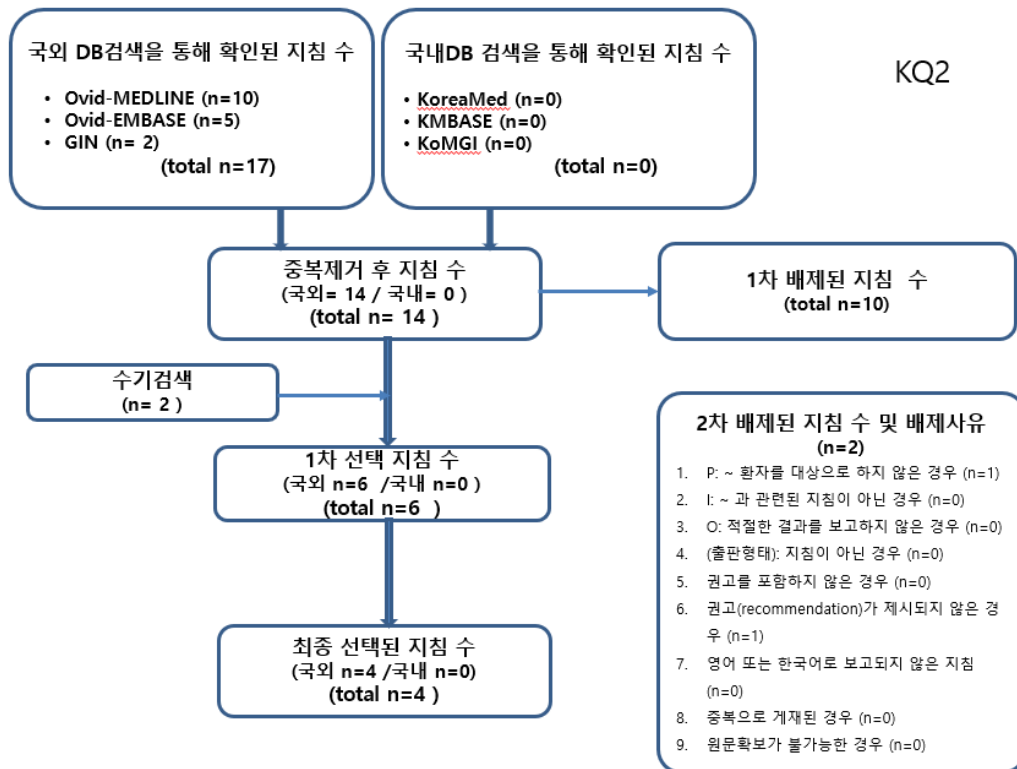 국외 DB검색을 통해 확인된 지침 수
• Ovid-MEDLINE (n=10)
• Ovid-EMBASE (n=5)
• GIN (n= 2)
(total n=17)
국내DB 검색을 통해 확인된 지침 수
• KoreaMed (n=0)
• KMBASE (n=0)
• KoMGI (n=0)
(total n=0)
KQ2
중복제거 후 지침 수
(국외= 14 / 국내= 0 )
(total n= 14 )
1차 배제된 지침 수
(total n=10)
수기검색
(n= 2 )
1차 선택 지침 수
(국외 n=6 /국내 n=0 )
(total n=6 )
2차 배제된 지침 수 및 배제사유
(n=2)
1. P: ~ 환자를 대상으로 하지 않은 경우 (n=1)
2. I: ~ 과 관련된 지침이 아닌 경우 (n=0)
3. O: 적절한 결과를 보고하지 않은 경우 (n=0)
4. (출판형태): 지침이 아닌 경우 (n=0)
5. 권고를 포함하지 않은 경우 (n=0)
6. 권고(recommendation)가 제시되지 않은 경
우 (n=1)
7. 영어 또는 한국어로 보고되지 않은 지침
(n=0)
8. 중복으로 게재된 경우 (n=0)
9. 원문확보가 불가능한 경우 (n=0)
최종 선택된 지침 수
(국외 n=4 /국내 n=0)
(total n=4 )